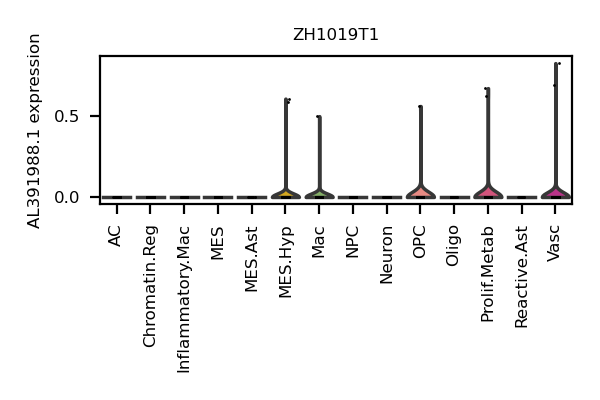 ZH1019T1
AL391988.1 expression
0.5
0.0
AC
Chromatin.Reg
Inflammatory.Mac
MES
MES.Ast
MES.Hyp
Mac
NPC
Neuron
OPC
Oligo
Prolif.Metab
Reactive.Ast
Vasc